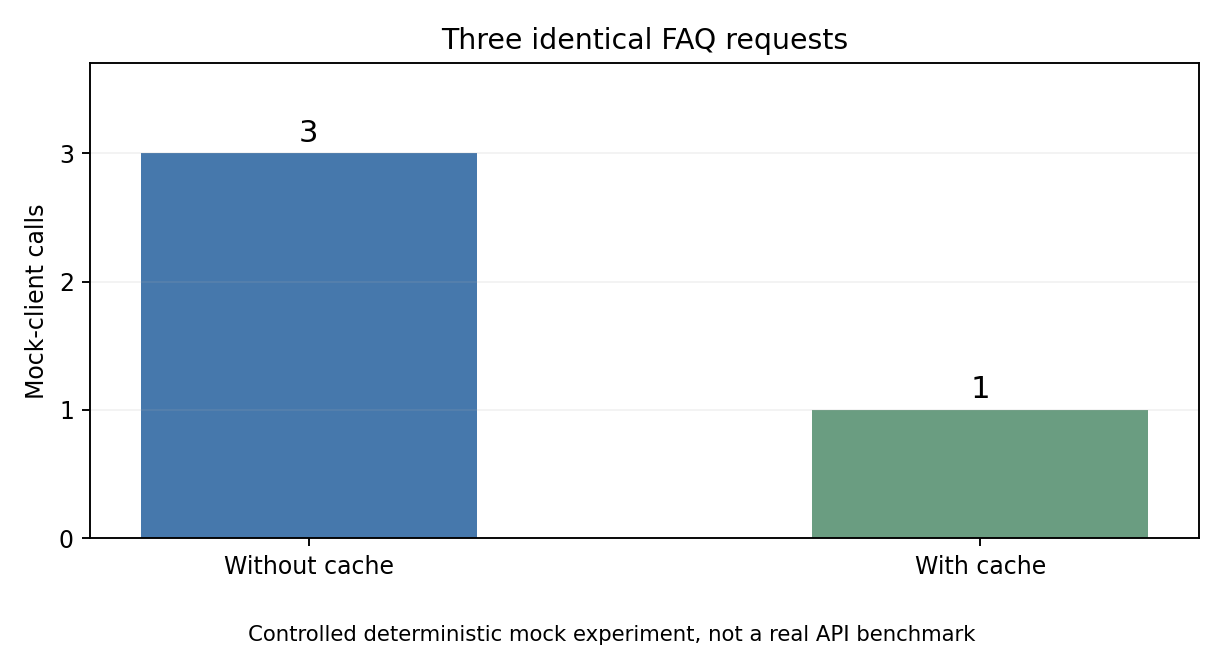 Three identical FAQ requests
3
1
Mock-client calls
3
2
1
0
Without cache
With cache
Controlled deterministic mock experiment, not a real API benchmark